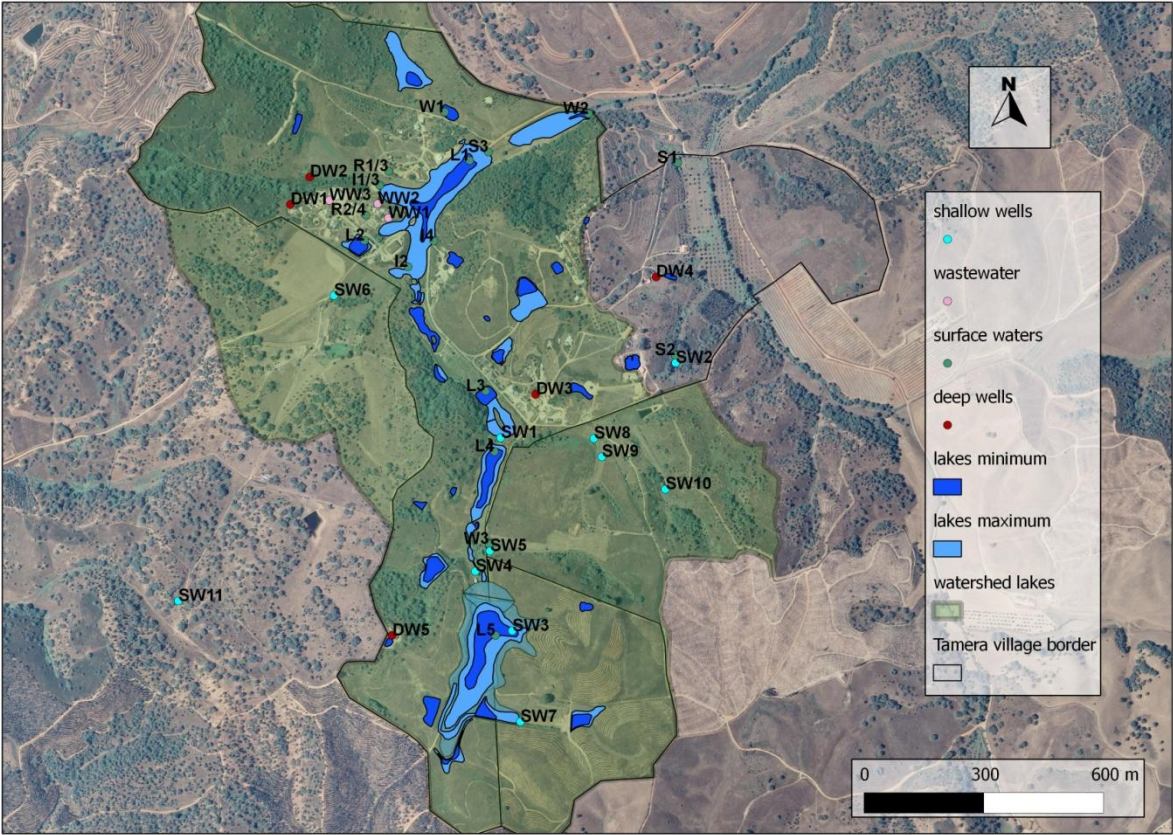 N
W1
W2
S3
L1
S1
R1/3
DW2
I1/3
WW3
DW1
WW2
R2/4
WW1
L2
I4
I2
DW4
SW6
S2
SW2
L3
DW3
SW1
SW8
L4
SW9
SW10
W3
SW5
SW4
SW11
DW5
L5
SW3
SW7
shallow wells
wastewater
surface waters
deep wells
lakes minimum
lakes maximum
watershed lakes
Tamera village border
0 300 600 m